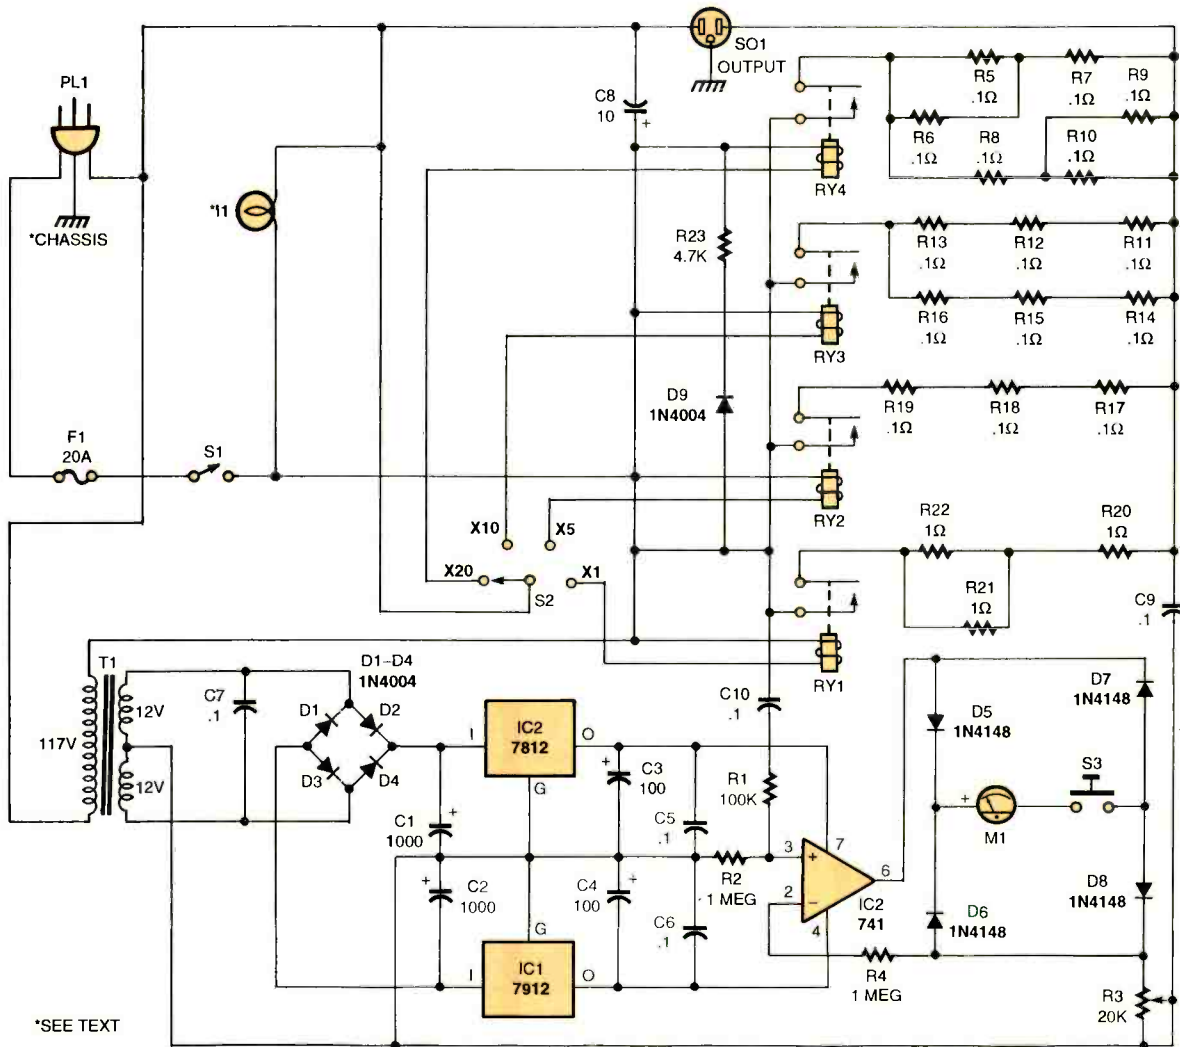 SO1
OUTPUT
PL1
*CHASSIS
*I1
C8
10
+
R5
.1Ω
R7
.1Ω
R9
.1Ω
R6
.1Ω
R8
.1Ω
R10
.1Ω
RY4
R23
4.7K
R13
.1Ω
R12
.1Ω
R11
.1Ω
R16
.1Ω
R15
.1Ω
R14
.1Ω
RY3
D9
1N4004
R19
.1Ω
R18
.1Ω
R17
.1Ω
F1
20A
S1
RY2
X10
X5
X20
S2
X1
R22
1Ω
R20
1Ω
R21
1Ω
C9
.1
RY1
T1
117V
12V
12V
C7
.1
D1–D4
1N4004
D1
D2
D3
D4
I
IC2
7812
O
G
C10
.1
R1
100K
D5
1N4148
D7
1N4148
S3
+
M1
+
C1
1000
+
C3
100
C5
.1
+
C2
1000
+
C4
100
C6
.1
R2
1 MEG
3
+
7
2
−
4
6
IC2
741
D6
1N4148
D8
1N4148
G
I
IC1
7912
O
R4
1 MEG
R3
20K
*SEE TEXT